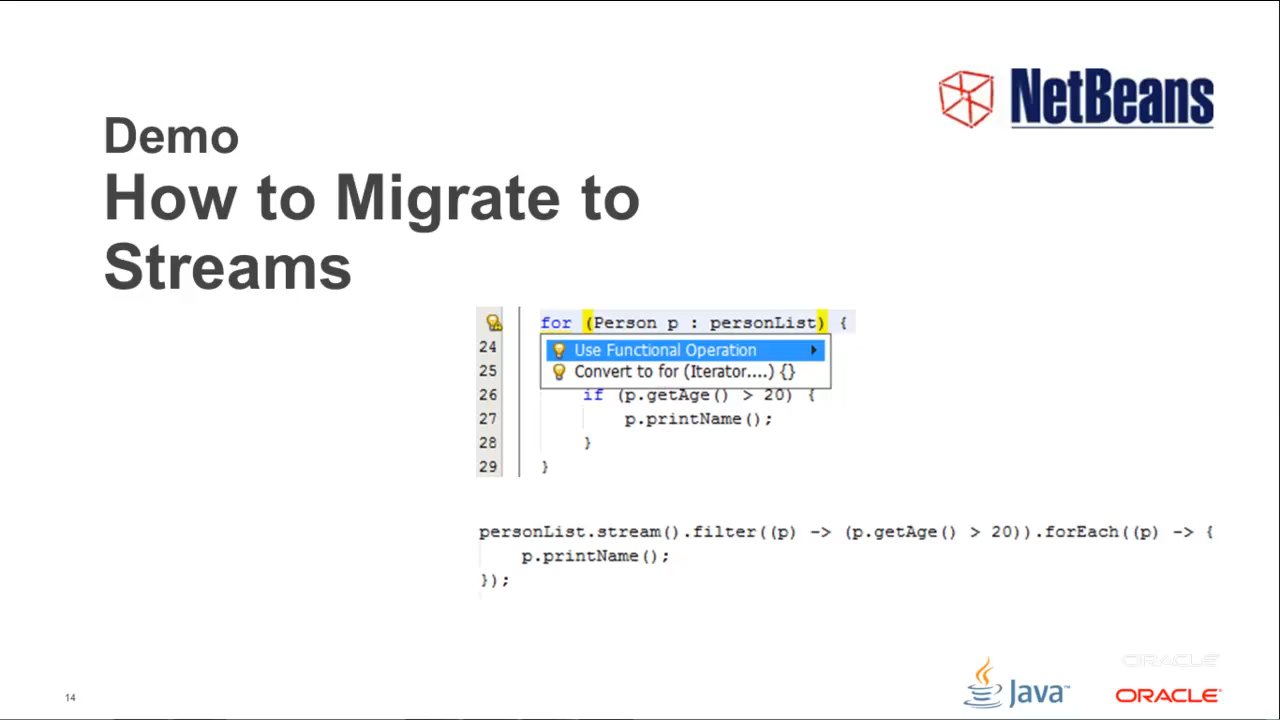 NetBeans
Demo
How to Migrate to
Streams
for (Person p : personList) {
Use Functional Operation
Convert to for (Iterator....) {}
24
25
26 if (p.getAge() > 20) {
27 p.printName();
28 }
29 }
personList.stream().filter((p) -> (p.getAge() > 20)).forEach((p) -> {
p.printName();
});
ORACLE
14
Java™
ORACLE®